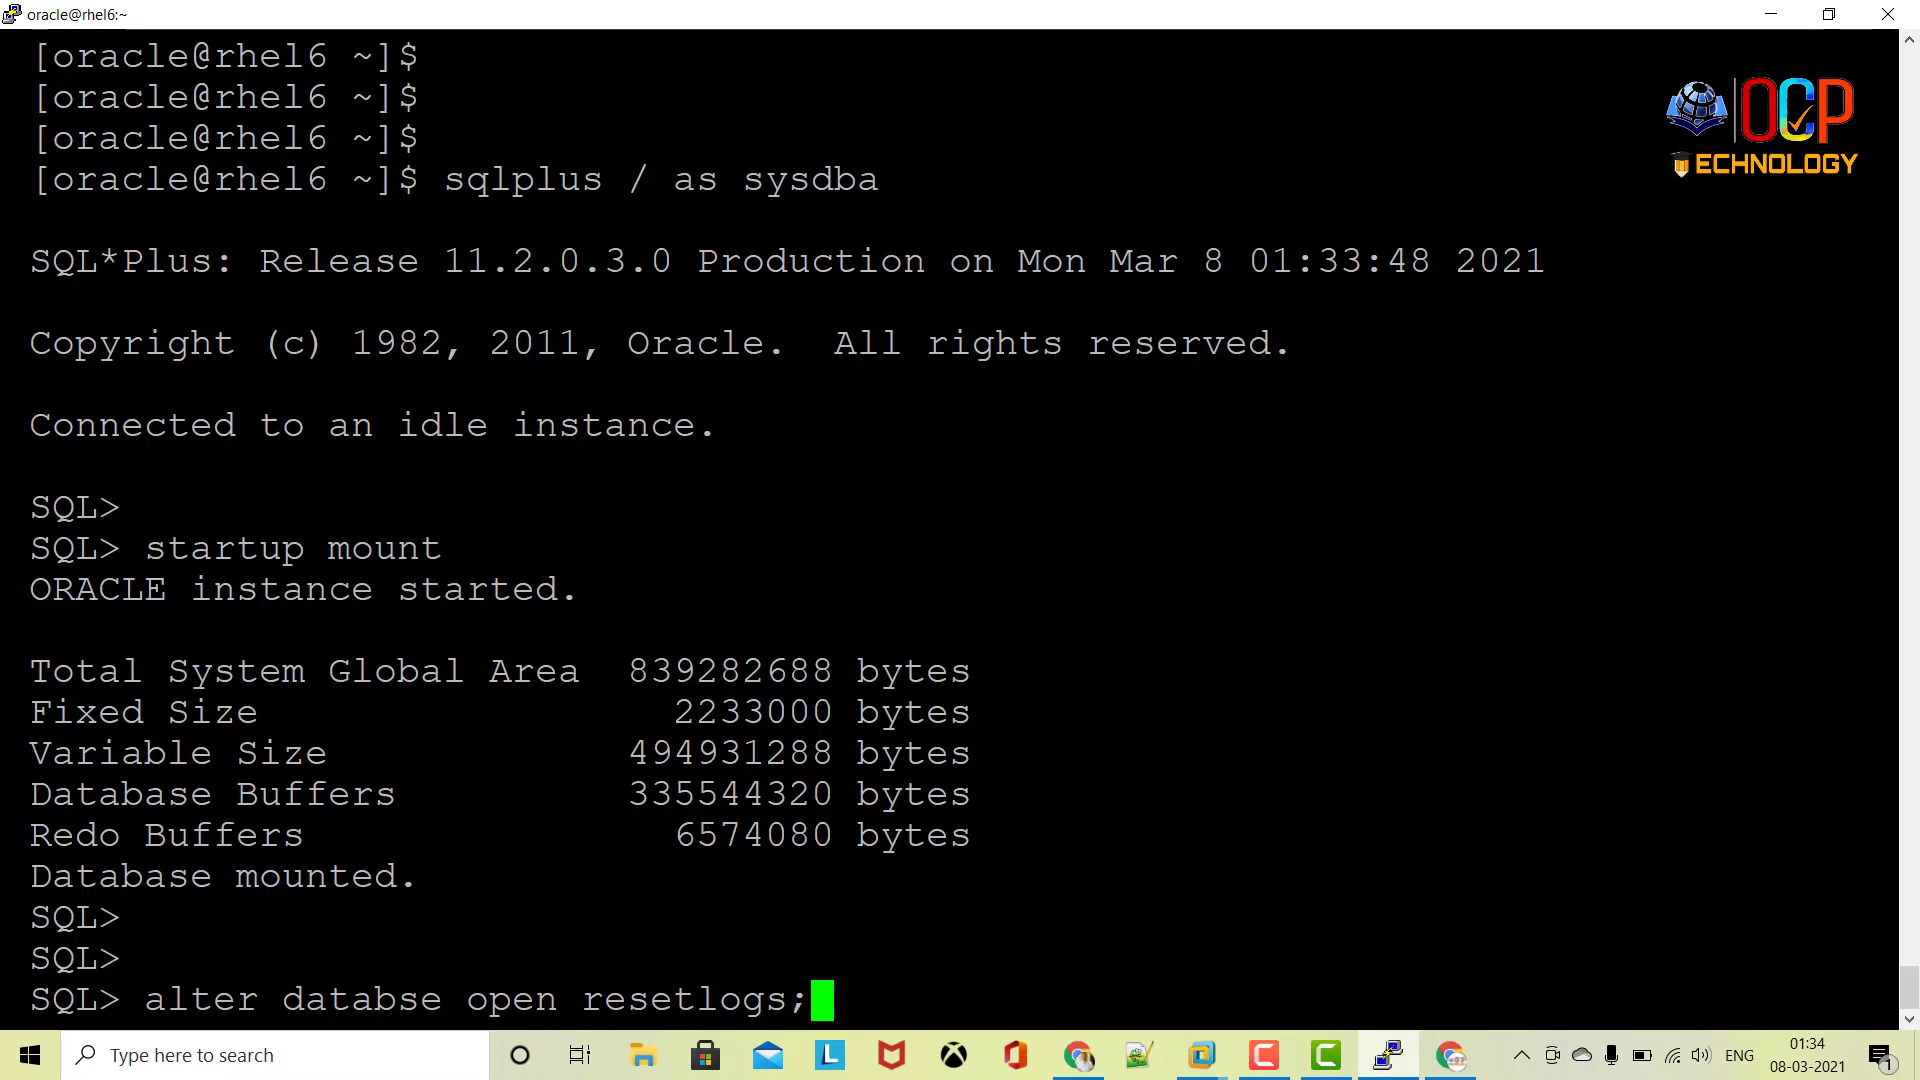 oracle@rhel6:~
[oracle@rhel6 ~]$
[oracle@rhel6 ~]$
[oracle@rhel6 ~]$
[oracle@rhel6 ~]$ sqlplus / as sysdba
OCP
TECHNOLOGY
SQL*Plus: Release 11.2.0.3.0 Production on Mon Mar 8 01:33:48 2021
Copyright (c) 1982, 2011, Oracle.  All rights reserved.
Connected to an idle instance.
SQL>
SQL> startup mount
ORACLE instance started.
Total System Global Area  839282688 bytes
Fixed Size                  2233000 bytes
Variable Size             494931288 bytes
Database Buffers          335544320 bytes
Redo Buffers                6574080 bytes
Database mounted.
SQL>
SQL>
SQL> alter databse open resetlogs;
Type here to search
L
ENG
01:34
08-03-2021
1